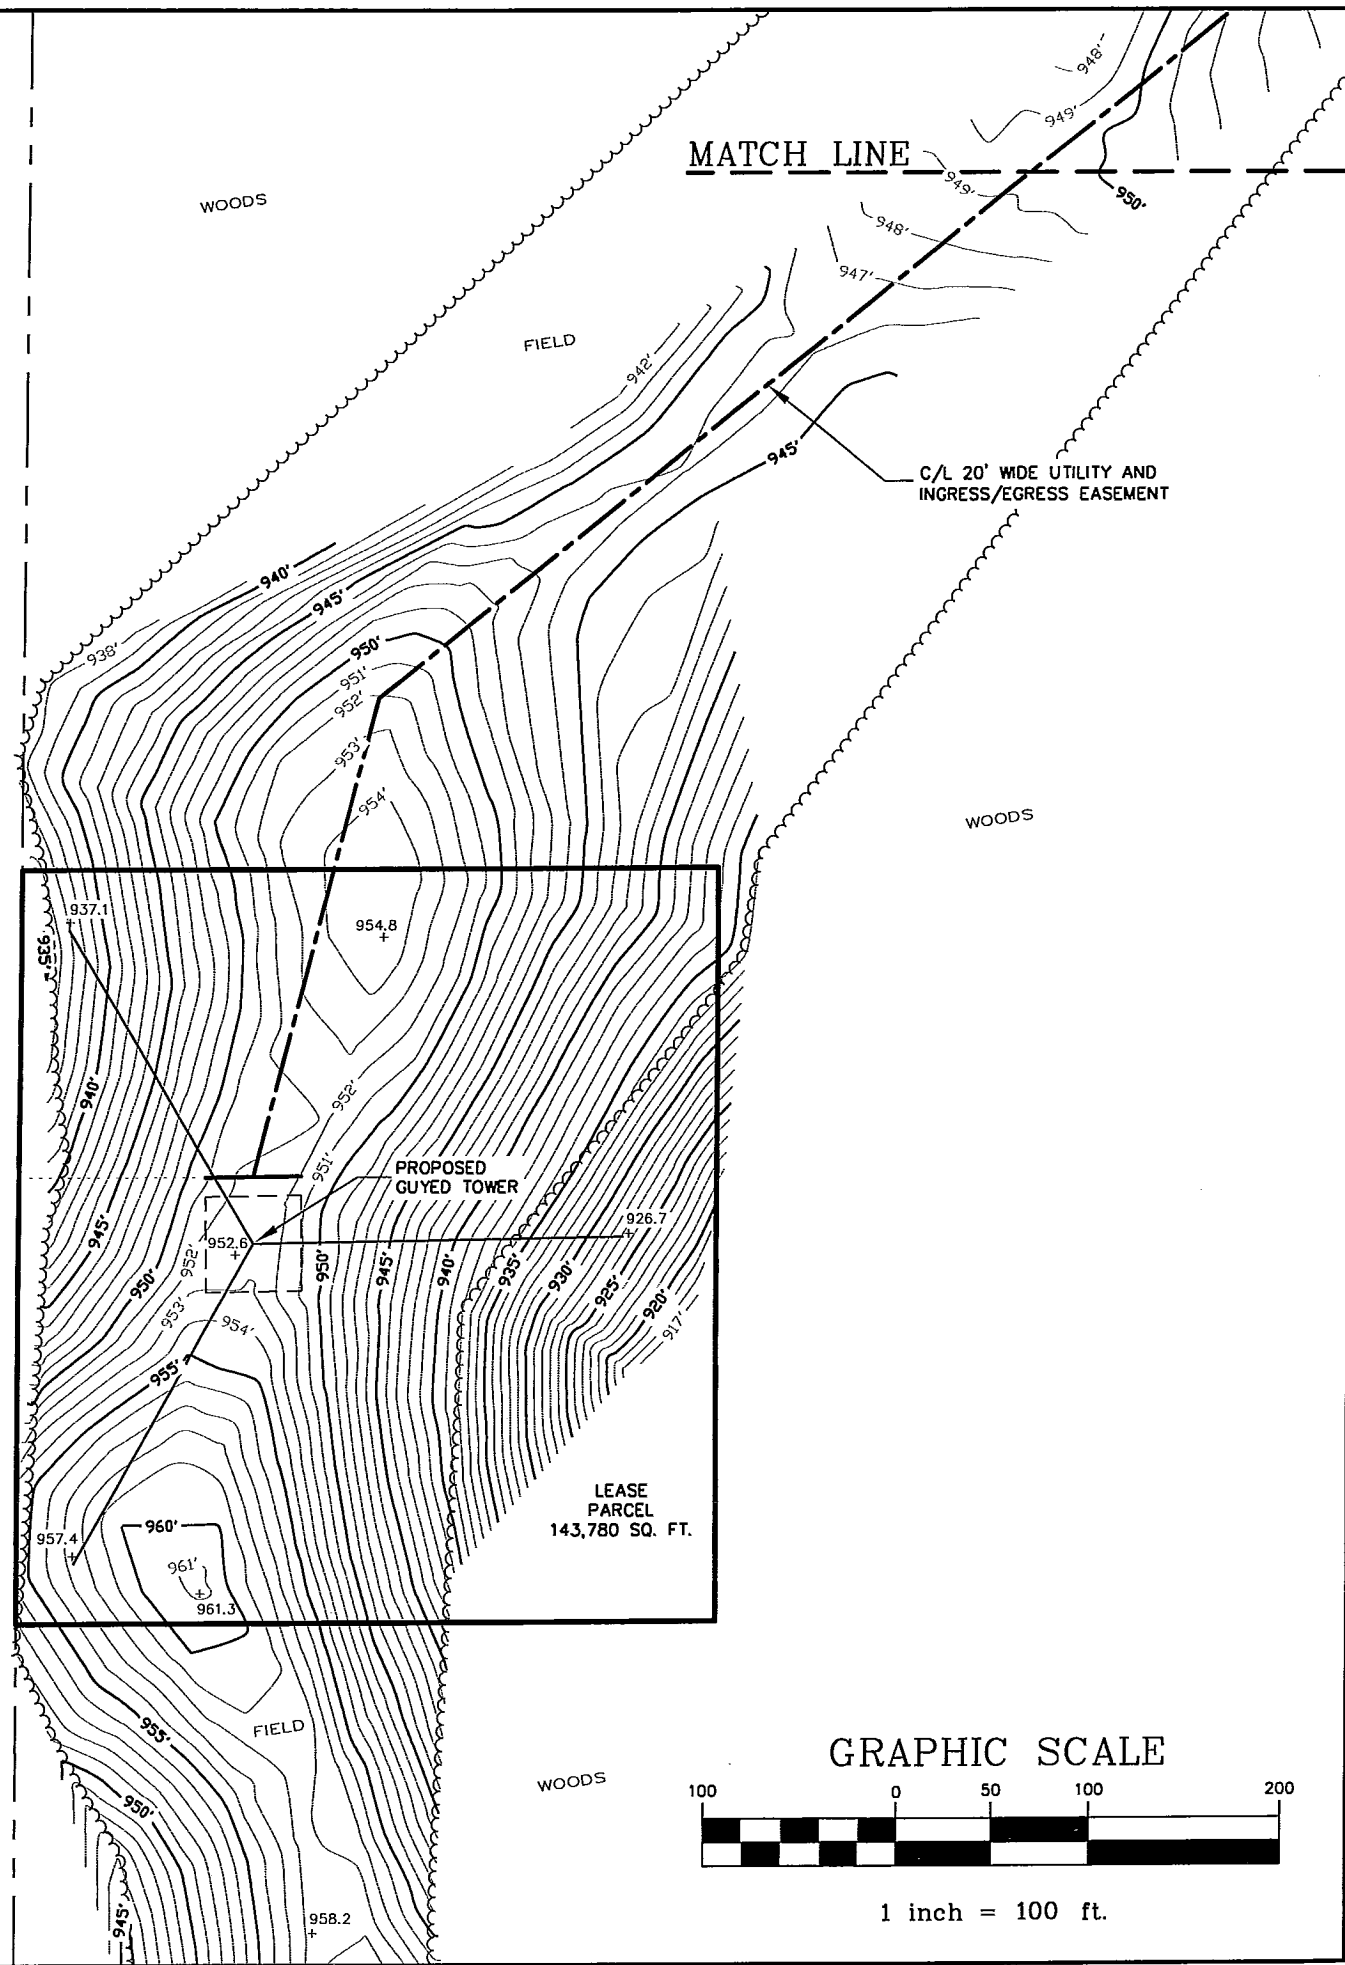 948'
949'
MATCH LINE
949'
950'
WOODS
948'
947'
FIELD
942'
945'
C/L 20' WIDE UTILITY AND
INGRESS/EGRESS EASEMENT
940'
945'
950'
938'
951'
952'
953'
954'
WOODS
937.1
954.8
935'
940'
952'
951'
PROPOSED
GUYED TOWER
926.7
945'
952.6
952'
950'
950'
945'
940'
935'
930'
925'
920'
917'
953'
954'
955'
LEASE
PARCEL
143,780 SQ. FT.
960'
957.4
961'
961.3
955'
FIELD
WOODS
950'
945'
958.2
GRAPHIC SCALE
100 0 50 100 200
1 inch = 100 ft.